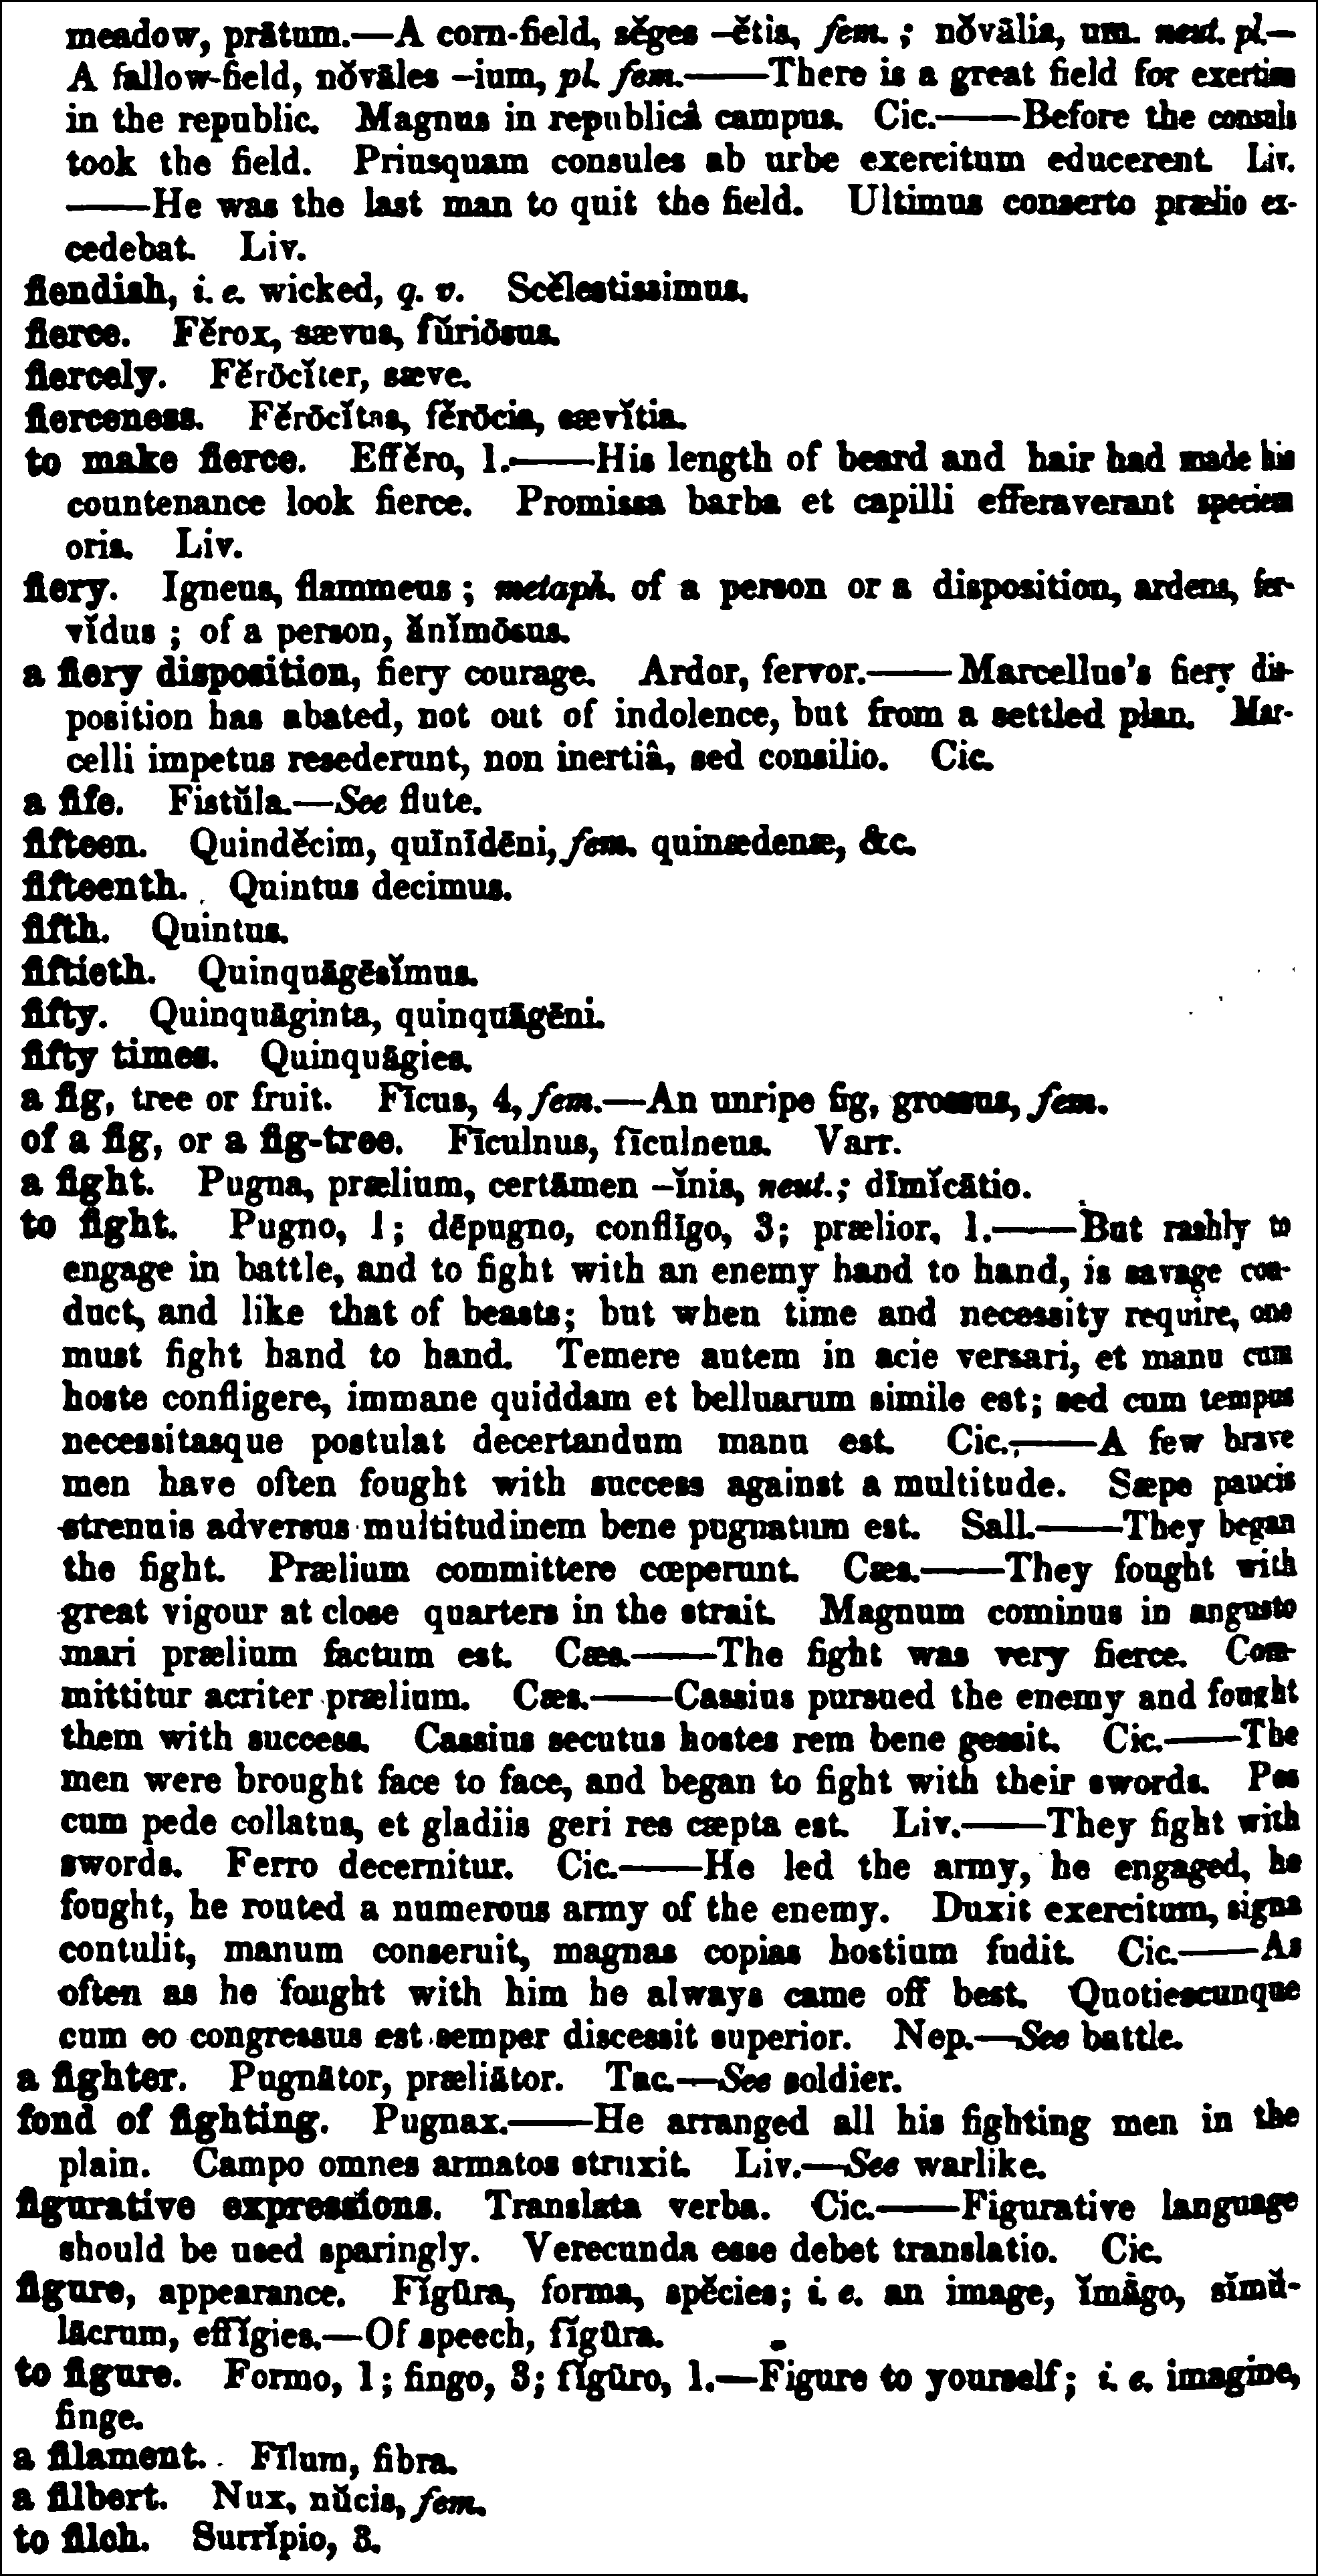 meadow, prātum.—A corn-field, sĕges –ĕtis, fem.; nŏvālia, um. neut. pl.—
A fallow-field, nŏvāles –ium, pl. fem.——There is a great field for exertion
in the republic. Magnus in republicâ campus. Cic.——Before the consuls
took the field. Priusquam consules ab urbe exercitum educerent. Liv.
——He was the last man to quit the field. Ultimus conserto prælio ex-
cedebat. Liv.
fiendish, i. e. wicked, q. v. Scĕlestissimus.
fierce. Fĕrox, sævus, fŭriōsus.
fiercely. Fĕrōcĭter, sæve.
fierceness. Fĕrōcĭtas, fĕrōcia, sævĭtia.
to make fierce. Effĕro, 1.——His length of beard and hair had made his
countenance look fierce. Promissa barba et capilli efferaverant speciem
oris. Liv.
fiery. Igneus, flammeus; metaph. of a person or a disposition, ardens, fer-
vĭdus; of a person, ănĭmōsus.
a fiery disposition, fiery courage. Ardor, fervor.——Marcellus's fiery dis-
position has abated, not out of indolence, but from a settled plan. Mar-
celli impetus resederunt, non inertiâ, sed consilio. Cic.
a fife. Fistŭla.—See flute.
fifteen. Quindĕcim, quīnīdēni, fem. quinædenæ, &c.
fifteenth. Quintus decimus.
fifth. Quintus.
fiftieth. Quinquāgēsĭmus.
fifty. Quinquāginta, quinquāgēni.
fifty times. Quinquāgies.
a fig, tree or fruit. Fīcus, 4, fem.—An unripe fig, grossus, fem.
of a fig, or a fig-tree. Fīculnus, fīculneus. Varr.
a fight. Pugna, prælium, certāmen –ĭnis, neut.; dīmĭcātio.
to fight. Pugno, 1; dēpugno, conflīgo, 3; prælior, 1.——But rashly to
engage in battle, and to fight with an enemy hand to hand, is savage con-
duct, and like that of beasts; but when time and necessity require, one
must fight hand to hand. Temere autem in acie versari, et manu cum
hoste confligere, immane quiddam et belluarum simile est; sed cum tempus
necessitasque postulat decertandum manu est. Cic.——A few brave
men have often fought with success against a multitude. Sæpe paucis
strenuis adversus multitudinem bene pugnatum est. Sall.——They began
the fight. Prælium committere cœperunt. Cæs.——They fought with
great vigour at close quarters in the strait. Magnum cominus in angusto
mari prælium factum est. Cæs.——The fight was very fierce. Com-
mittitur acriter prælium. Cæs.——Cassius pursued the enemy and fought
them with success. Cassius secutus hostes rem bene gessit. Cic.——The
men were brought face to face, and began to fight with their swords. Pes
cum pede collatus, et gladiis geri res cæpta est. Liv.——They fight with
swords. Ferro decernitur. Cic.——He led the army, he engaged, he
fought, he routed a numerous army of the enemy. Duxit exercitum, signa
contulit, manum conseruit, magnas copias hostium fudit. Cic.——As
often as he fought with him he always came off best. Quotiescunque
cum eo congressus est semper discessit superior. Nep.—See battle.
a fighter. Pugnātor, præliātor. Tac.—See soldier.
fond of fighting. Pugnax.——He arranged all his fighting men in the
plain. Campo omnes armatos struxit. Liv.—See warlike.
figurative expressions. Translata verba. Cic.——Figurative language
should be used sparingly. Verecunda esse debet translatio. Cic.
figure, appearance. Fĭgūra, forma, spĕcies; i. e. an image, ĭmāgo, sĭmŭ-
lācrum, effĭgies.—Of speech, fĭgūra.
to figure. Formo, 1; fingo, 3; fĭgūro, 1.—Figure to yourself; i. e. imagine,
finge.
a filament. Fīlum, fibra.
a filbert. Nux, nŭcis, fem.
to filch. Surrĭpio, 3.